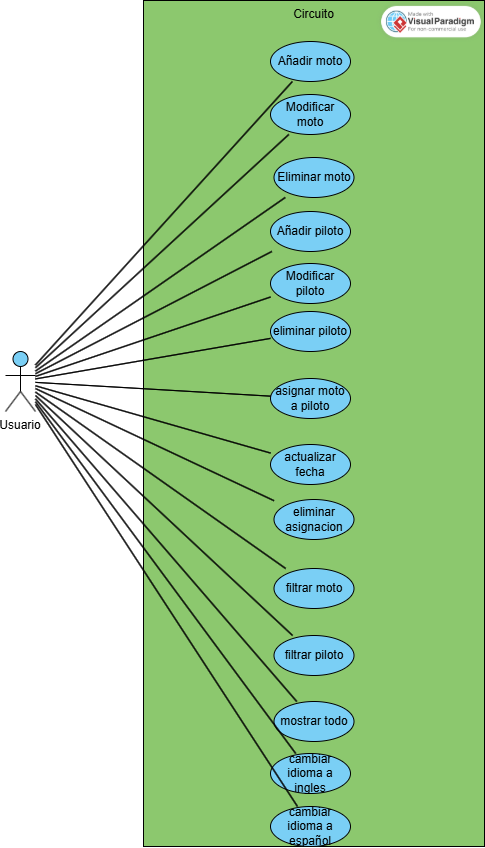 Circuito
Made with
Visual Paradigm
For non-commercial use
Añadir moto
Modificar
moto
Eliminar moto
Añadir piloto
Modificar
piloto
eliminar piloto
Usuario
asignar moto
a piloto
actualizar
fecha
eliminar
asignacion
filtrar moto
filtrar piloto
mostrar todo
cambiar
idioma a
ingles
cambiar
idioma a
español